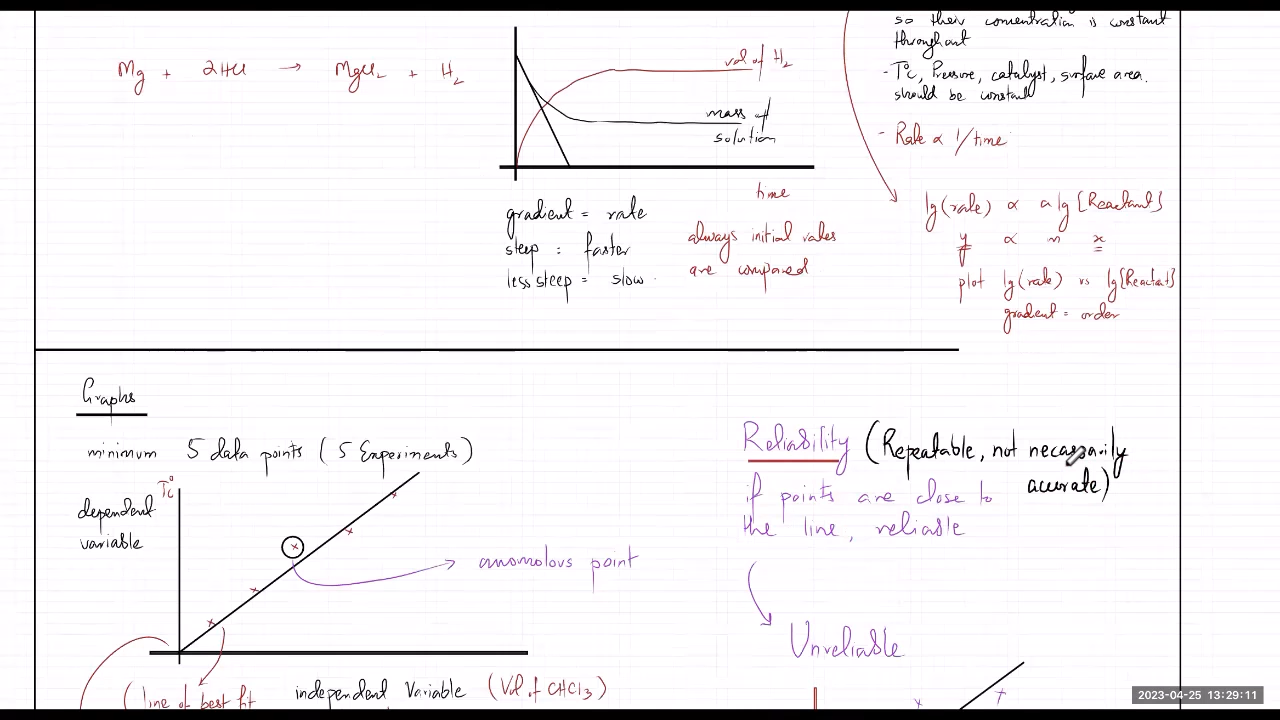 so their concentration is constant
throughout
- T°C, Pressure, catalyst, surface area.
should be constant
- Rate ∝ 1/time
Mg + 2HCl → MgCl₂ + H₂
vol of H₂
mass of
solution
time
gradient = rate
steep = faster
less steep = slow
always initial rates
are compared
lg(rate) ∝ a lg[Reactant]
y ∝ m x
plot lg(rate) vs lg[Reactant]
gradient = order
Graphs
minimum 5 data points (5 Experiments)
T°C
dependent
variable
anomolous point
(line of best fit
independent Variable (Vol. of CHCl3)
Reliability (Repeatable, not necassarily
accurate)
if points are close to
the line, reliable
Unreliable
2023-04-25 13:29:11